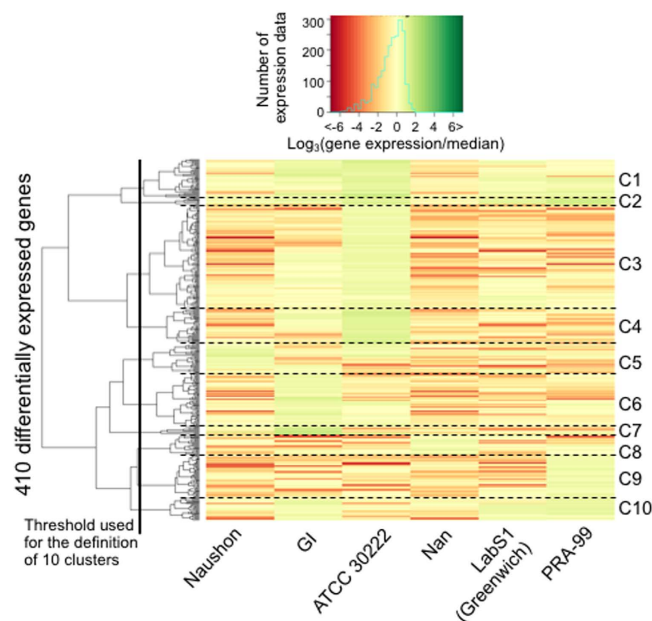 Number of
expression data
300
200
100
0
<-6 -4 -2 0 2 4 6>
Log3(gene expression/median)
410 differentially expressed genes
C1
C2
C3
C4
C5
C6
C7
C8
C9
C10
Threshold used
for the definition
of 10 clusters
Naushon
GI
ATCC 30222
Nan
LabS1
(Greenwich)
PRA-99